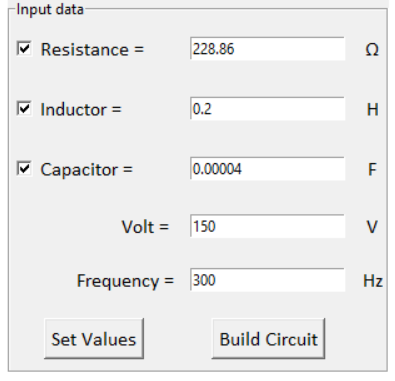 Input data
Resistance = 228.86 Ω
Inductor = 0.2 H
Capacitor = 0.00004 F
Volt = 150 V
Frequency = 300 Hz
Set Values Build Circuit